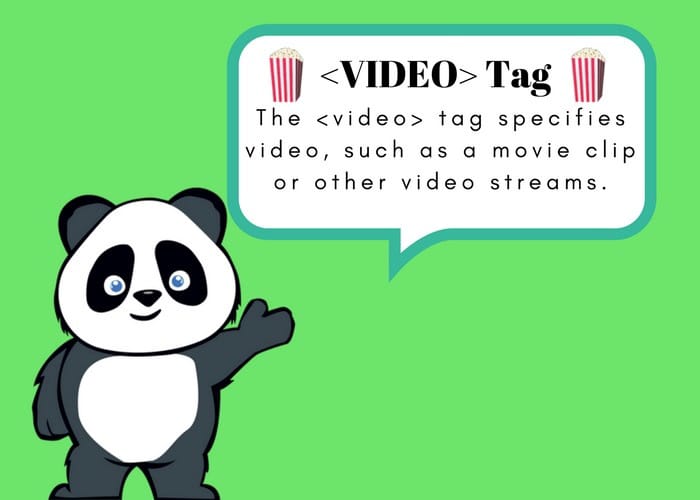 <VIDEO> Tag
The <video> tag specifies
video, such as a movie clip
or other video streams.